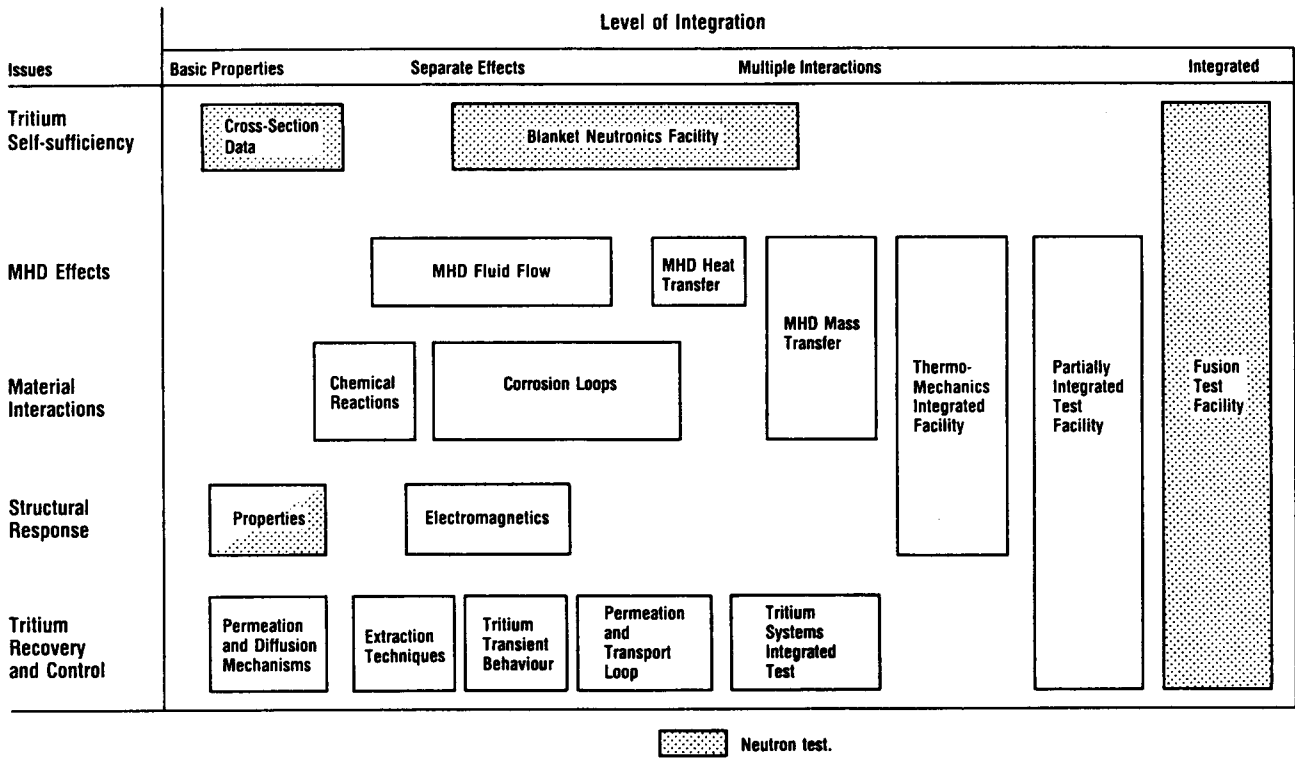 Level of Integration
Issues
Basic Properties
Separate Effects
Multiple Interactions
Integrated
Tritium
Self-sufficiency
Cross-Section
Data
Blanket Neutronics Facility
MHD Effects
MHD Fluid Flow
MHD Heat
Transfer
MHD Mass
Transfer
Thermo-
Mechanics
Integrated
Facility
Partially
Integrated
Test
Facility
Fusion
Test
Facility
Material
Interactions
Chemical
Reactions
Corrosion Loops
Structural
Response
Properties
Electromagnetics
Tritium
Recovery
and Control
Permeation
and Diffusion
Mechanisms
Extraction
Techniques
Tritium
Transient
Behaviour
Permeation
and
Transport
Loop
Tritium
Systems
Integrated
Test
Neutron test.